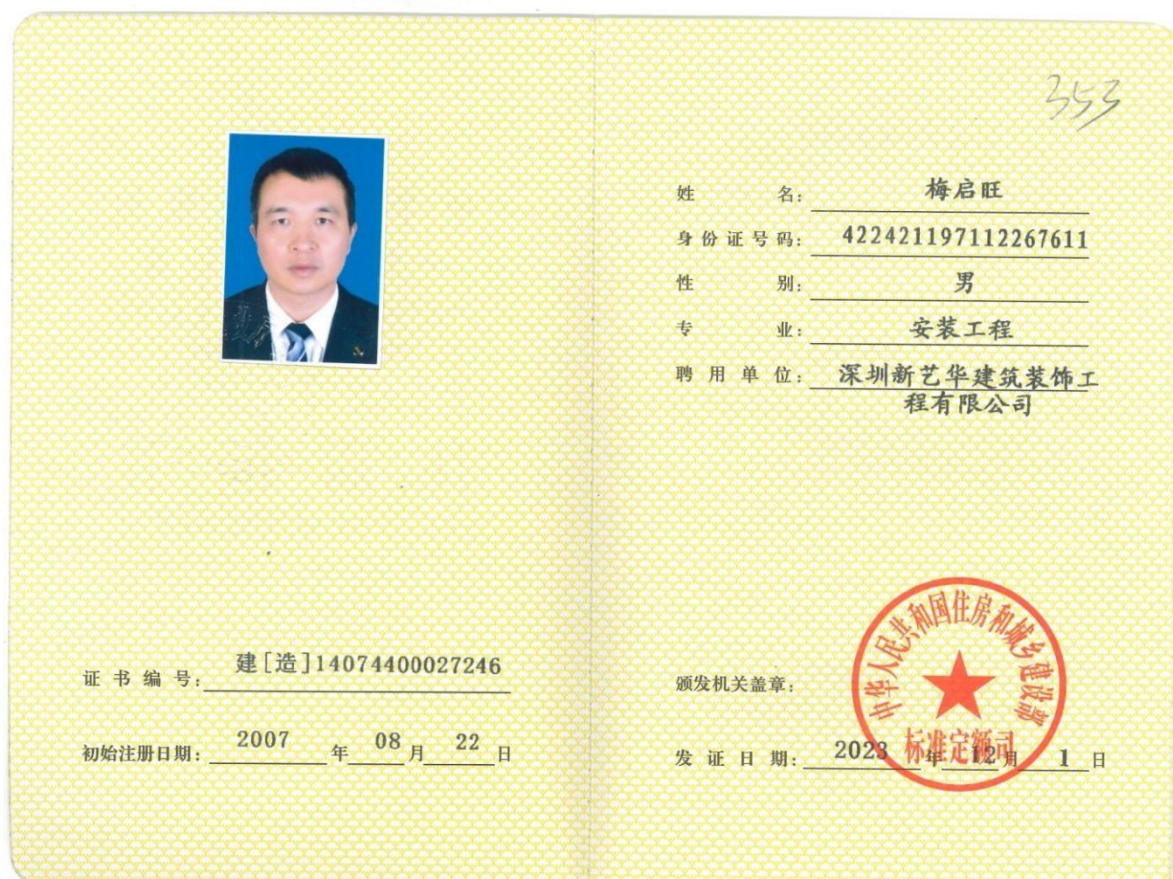 353
姓 名: 梅启旺
身份证号码: 422421197112267611
性 别: 男
专 业: 安装工程
聘用单位: 深圳新艺华建筑装饰工
程有限公司
证书编号: 建[造]14074400027246
初始注册日期: 2007 年 08 月 22 日
颁发机关盖章:
中华人民共和国住房和城乡建设部
标准定额司
发证日期: 2023 年 12 月 1 日